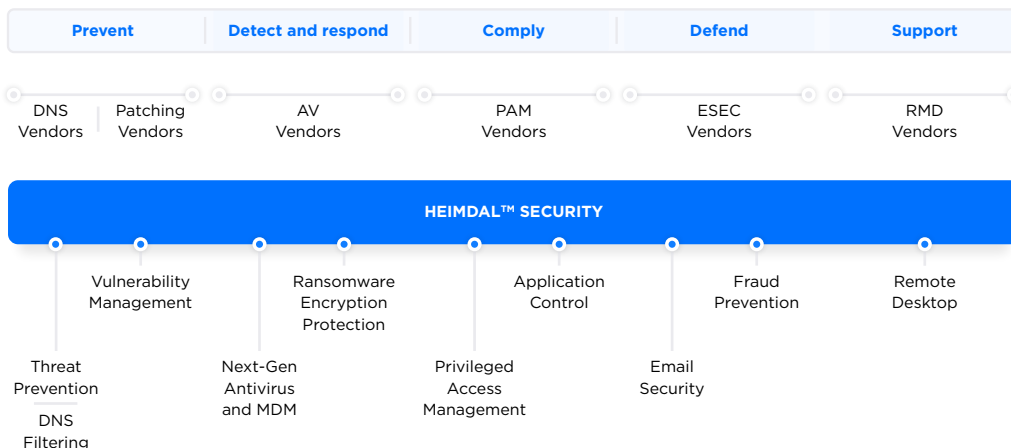 Prevent
Detect and respond
Comply
Defend
Support
DNS
Vendors
Patching
Vendors
AV
Vendors
PAM
Vendors
ESEC
Vendors
RMD
Vendors
HEIMDAL™ SECURITY
Vulnerability
Management
Ransomware
Encryption
Protection
Application
Control
Fraud
Prevention
Remote
Desktop
Threat
Prevention
DNS
Filtering
Next-Gen
Antivirus
and MDM
Privileged
Access
Management
Email
Security